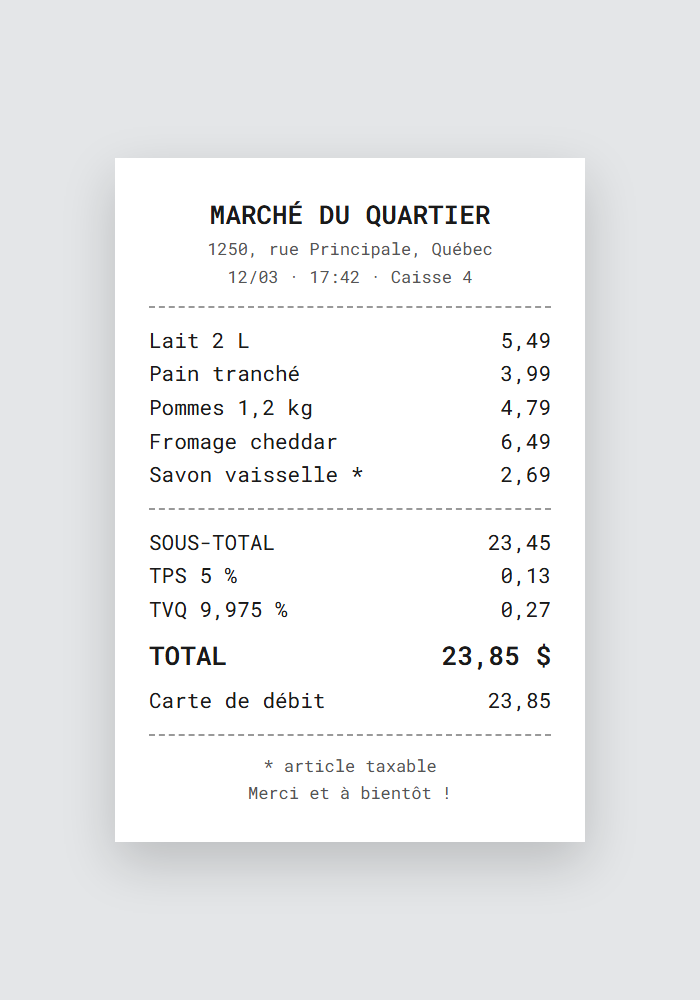 MARCHÉ DU QUARTIER
1250, rue Principale, Québec
12/03 · 17:42 · Caisse 4
Lait 2 L 5,49
Pain tranché 3,99
Pommes 1,2 kg 4,79
Fromage cheddar 6,49
Savon vaisselle * 2,69
SOUS-TOTAL 23,45
TPS 5 % 0,13
TVQ 9,975 % 0,27
TOTAL 23,85 $
Carte de débit 23,85
* article taxable
Merci et à bientôt !